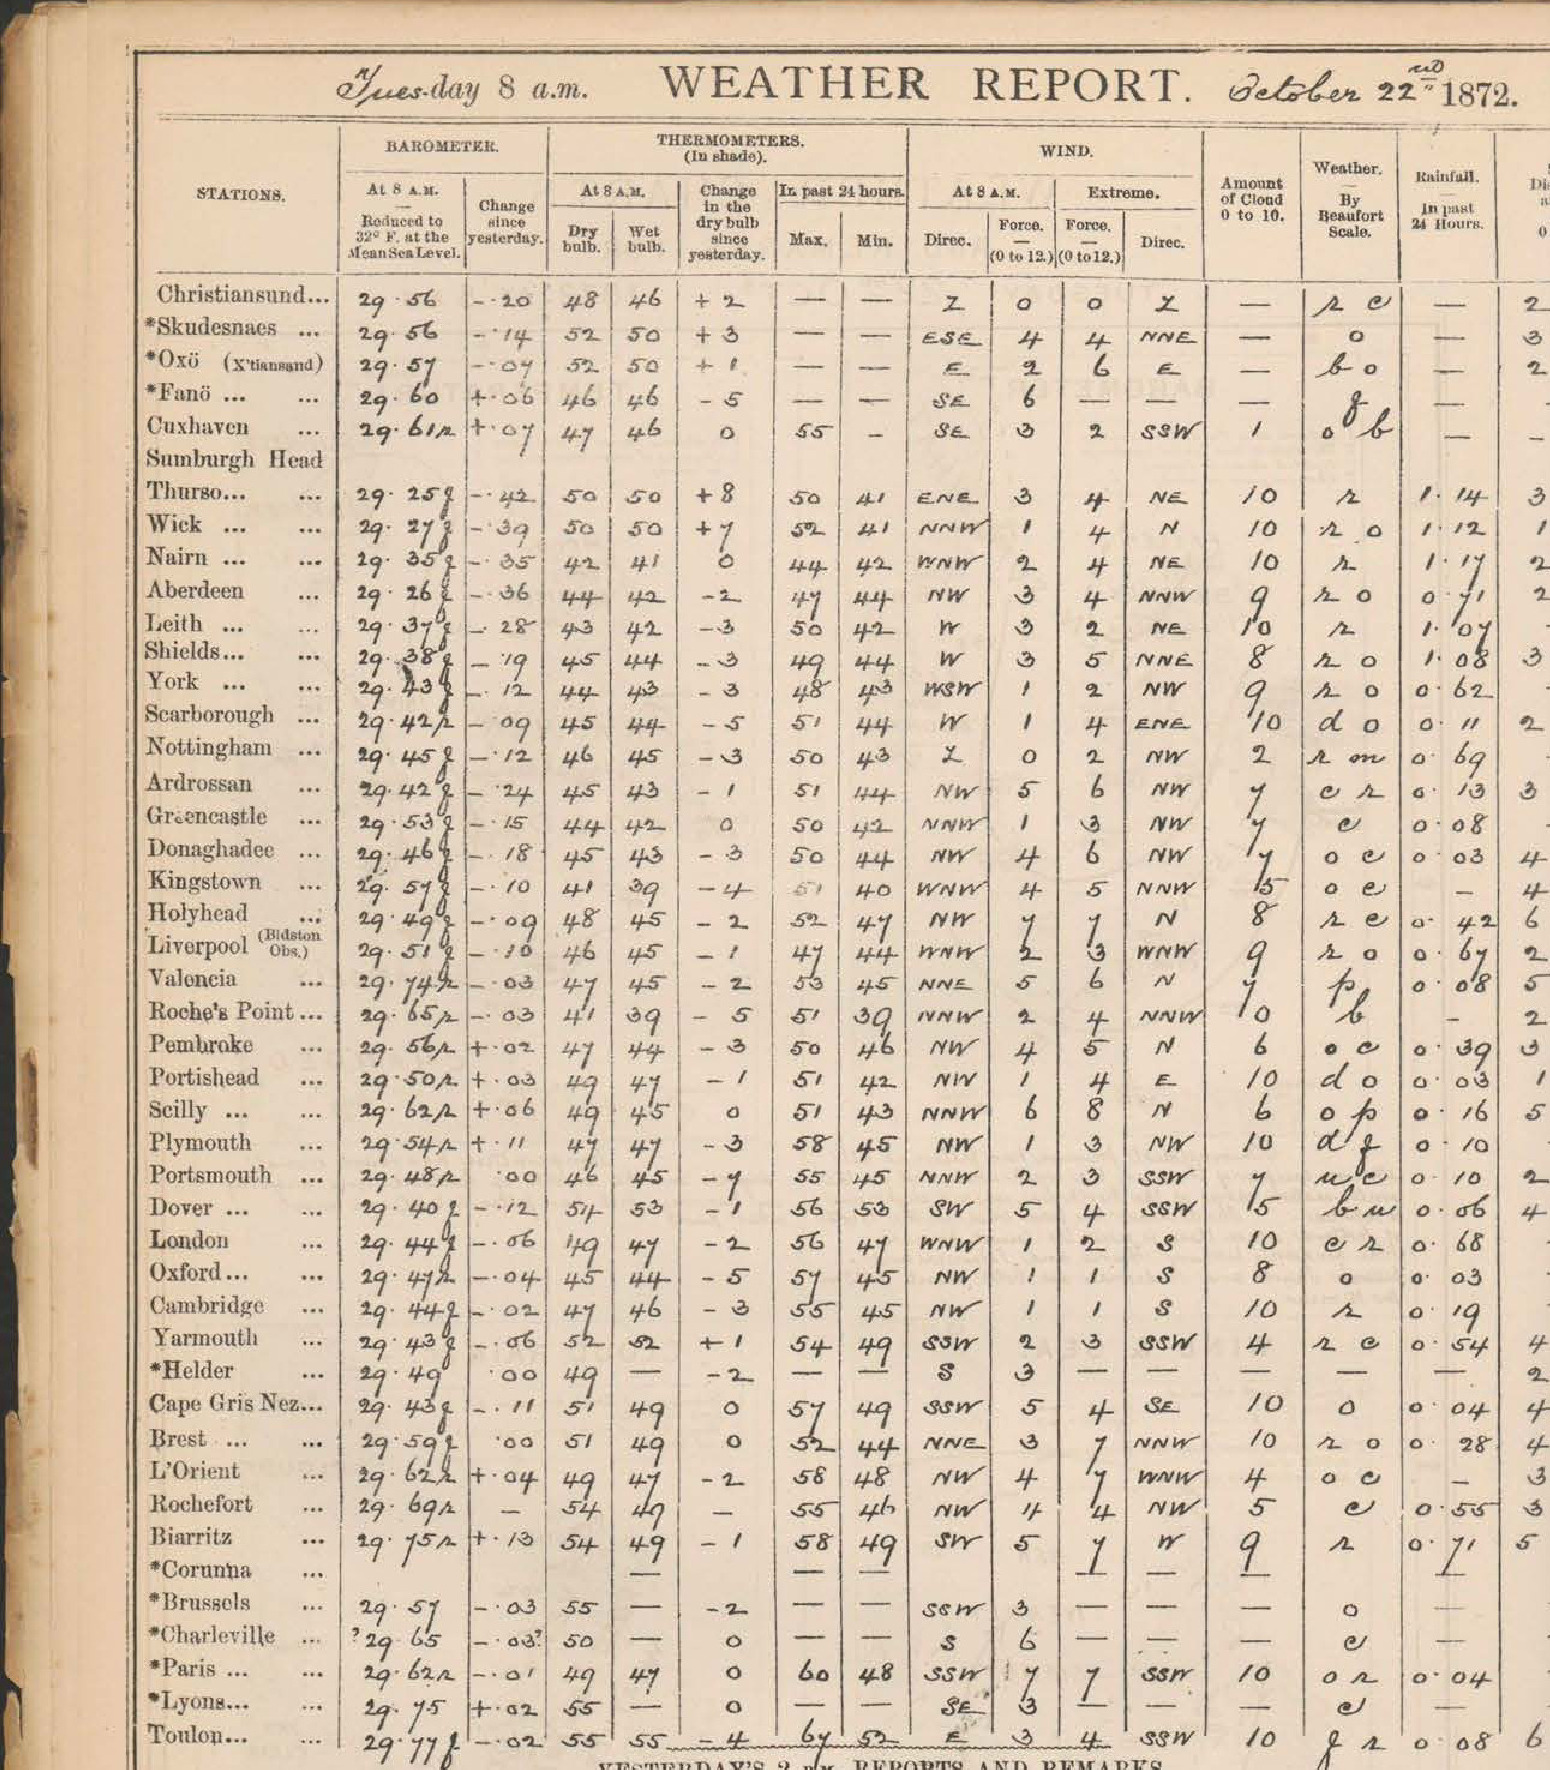 Tuesday 8 a.m. WEATHER REPORT. October 22nd 1872.
STATIONS. BAROMETER. THERMOMETERS. (In shade). WIND. Amount of Cloud 0 to 10. Weather. — By Beaufort Scale. Rainfall. — In past 24 Hours.
At 8 A.M. — Reduced to 32° F. at the Mean Sea Level. Change since yesterday. At 8 A.M. Dry bulb. Wet bulb. Change in the dry bulb since yesterday. In past 24 hours. Max. Min. At 8 A.M. Direc. Force. — (0 to 12.) Extreme. Force. — (0 to 12.) Direc.
Christiansund... 29.56 -.20 48 46 +2 — — Z 0 0 Z — r c — 2
*Skudesnaes ... 29.56 -.14 52 50 +3 — — ESE 4 4 NNE — o — 3
*Oxö (X'tiansand) 29.57 -.07 52 50 +1 — — E 2 6 E — b o — 2
*Fanö ... ... 29.60 +.06 46 46 -5 — — SE 6 — — — f —
Cuxhaven ... 29.61r +.07 47 46 0 55 - SE 3 2 SSW 1 o b — -
Sumburgh Head
Thurso... ... 29.25f -.42 50 50 +8 50 41 ENE 3 4 NE 10 r 1.14 3
Wick ... ... 29.27f -.39 50 50 +7 52 41 NNW 1 4 N 10 r o 1.12 1
Nairn ... ... 29.35f -.35 42 41 0 44 42 WNW 2 4 NE 10 r 1.17 2
Aberdeen ... 29.26f -.36 44 42 -2 47 44 NW 3 4 NNW 9 r o 0.71 2
Leith ... ... 29.37f -.28 43 42 -3 50 42 W 3 2 NE 10 r 1.07
Shields... ... 29.38f -.19 45 44 -3 49 44 W 3 5 NNE 8 r o 1.08 3
York ... ... 29.43f -.12 44 43 -3 48 43 WSW 1 2 NW 9 r o 0.62
Scarborough ... 29.42r -.09 45 44 -5 51 44 W 1 4 ENE 10 d o 0.11 2
Nottingham ... 29.45f -.12 46 45 -3 50 43 Z 0 2 NW 2 r m 0.69
Ardrossan ... 29.42f -.24 45 43 -1 51 44 NW 5 6 NW 7 c r 0.13 3
Greencastle ... 29.53f -.15 44 42 0 50 42 NNW 1 3 NW 7 c 0.08
Donaghadee ... 29.46f -.18 45 43 -3 50 44 NW 4 6 NW 7 o c 0.03 4
Kingstown ... 29.57f -.10 41 39 -4 51 40 WNW 4 5 NNW 5 o c - 4
Holyhead ... 29.49f -.09 48 45 -2 52 47 NW 7 7 N 8 r c 0.42 6
Liverpool (Bidston Obs.) 29.51f -.10 46 45 -1 47 44 WNW 2 3 WNW 9 r o 0.67 2
Valencia ... 29.74r -.03 47 45 -2 53 45 NNE 5 6 N 7 p 0.08 5
Roche's Point... 29.65r -.03 41 39 -5 51 39 NNW 2 4 NNW 10 b - 2
Pembroke ... 29.56r +.02 47 44 -3 50 46 NW 4 5 N 6 o c 0.39 3
Portishead ... 29.50r +.03 49 47 -1 51 42 NW 1 4 E 10 d o 0.03 1
Scilly ... ... 29.62r +.06 49 45 0 51 43 NNW 6 8 N 6 o p 0.16 5
Plymouth ... 29.54r +.11 47 47 -3 58 45 NW 1 3 NW 10 d f 0.10
Portsmouth ... 29.48r .00 46 45 -7 55 45 NNW 2 3 SSW 7 u c 0.10 2
Dover ... ... 29.40f -.12 54 53 -1 56 53 SW 5 4 SSW 5 b u 0.06 4
London ... 29.44f -.06 49 47 -2 56 47 WNW 1 2 S 10 c r 0.68
Oxford... ... 29.47r -.04 45 44 -5 57 45 NW 1 1 S 8 o 0.03
Cambridge ... 29.44f -.02 47 46 -3 55 45 NW 1 1 S 10 r 0.19
Yarmouth ... 29.43f -.06 52 52 +1 54 49 SSW 2 3 SSW 4 r c 0.54 4
*Helder ... 29.49 .00 49 — -2 — — S 3 — — — — — 2
Cape Gris Nez... 29.43f -.11 51 49 0 57 49 SSW 5 4 SE 10 o 0.04 4
Brest ... ... 29.59f .00 51 49 0 52 44 NNE 3 7 NNW 10 r o 0.28 4
L'Orient ... 29.62r +.04 49 47 -2 58 48 NW 4 7 WNW 4 o c - 3
Rochefort ... 29.69r - 54 49 - 55 46 NW 4 4 NW 5 c 0.55 3
Biarritz ... 29.75r +.13 54 49 -1 58 49 SW 5 7 W 9 r 0.71 5
*Corunna ... — — — — — — —
*Brussels ... 29.57 -.03 55 — -2 — — SSW 3 — — — o —
*Charleville ... ?29.65 -.03? 50 — 0 — — S 6 — — — c —
*Paris ... ... 29.62r -.01 49 47 0 60 48 SSW 7 7 SSW 10 o r 0.04
*Lyons... ... 29.75 +.02 55 — 0 — — SE 3 — — — c —
Toulon... ... 29.77f -.02 55 55 -4 67 52 E 3 4 SSW 10 f r 0.08 6
YESTERDAY'S 2 P.M. REPORTS AND REMARKS